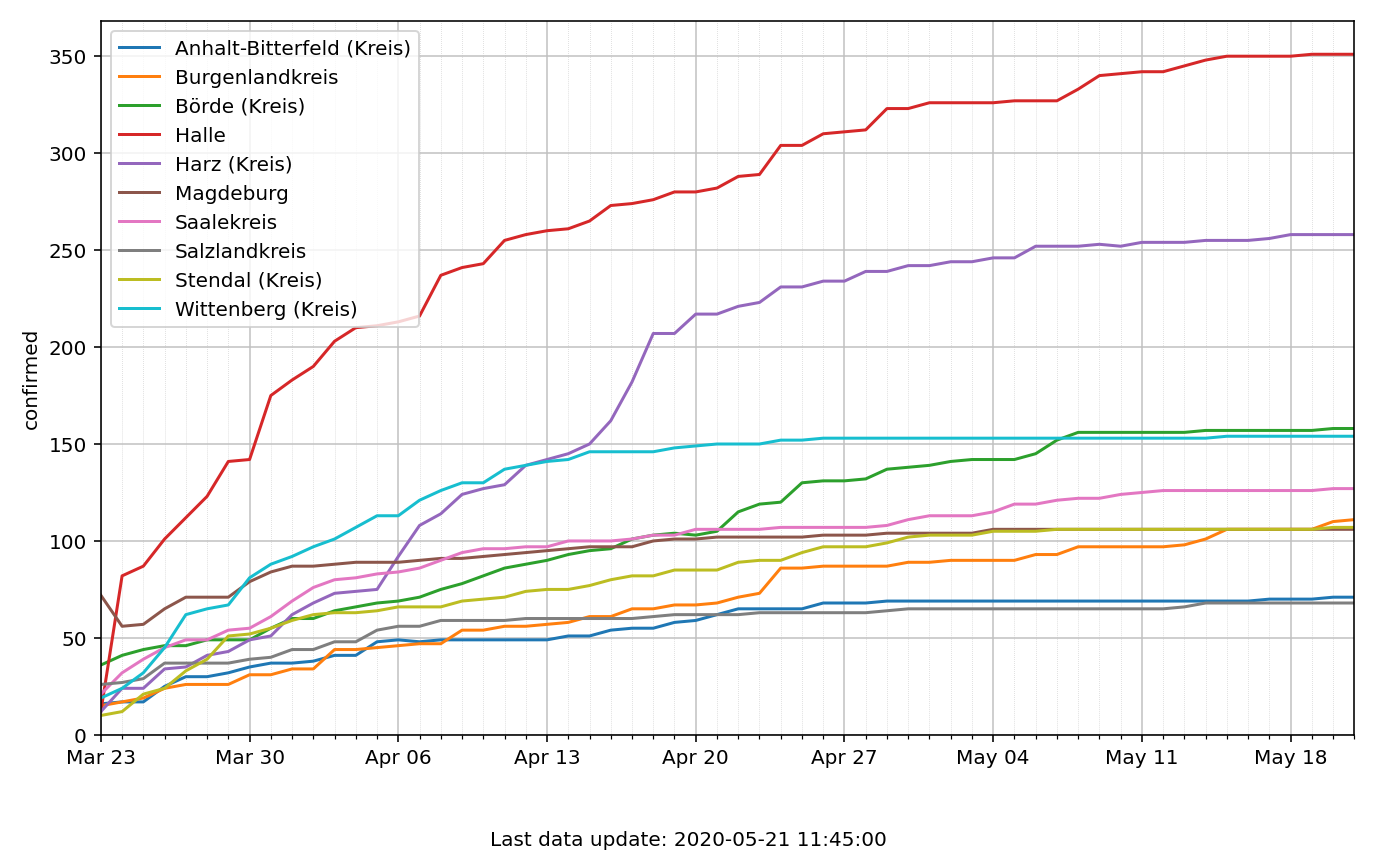 350
300
250
200
150
100
50
0
confirmed
Anhalt-Bitterfeld (Kreis)
Burgenlandkreis
Börde (Kreis)
Halle
Harz (Kreis)
Magdeburg
Saalekreis
Salzlandkreis
Stendal (Kreis)
Wittenberg (Kreis)
Mar 23 Mar 30 Apr 06 Apr 13 Apr 20 Apr 27 May 04 May 11 May 18
Last data update: 2020-05-21 11:45:00